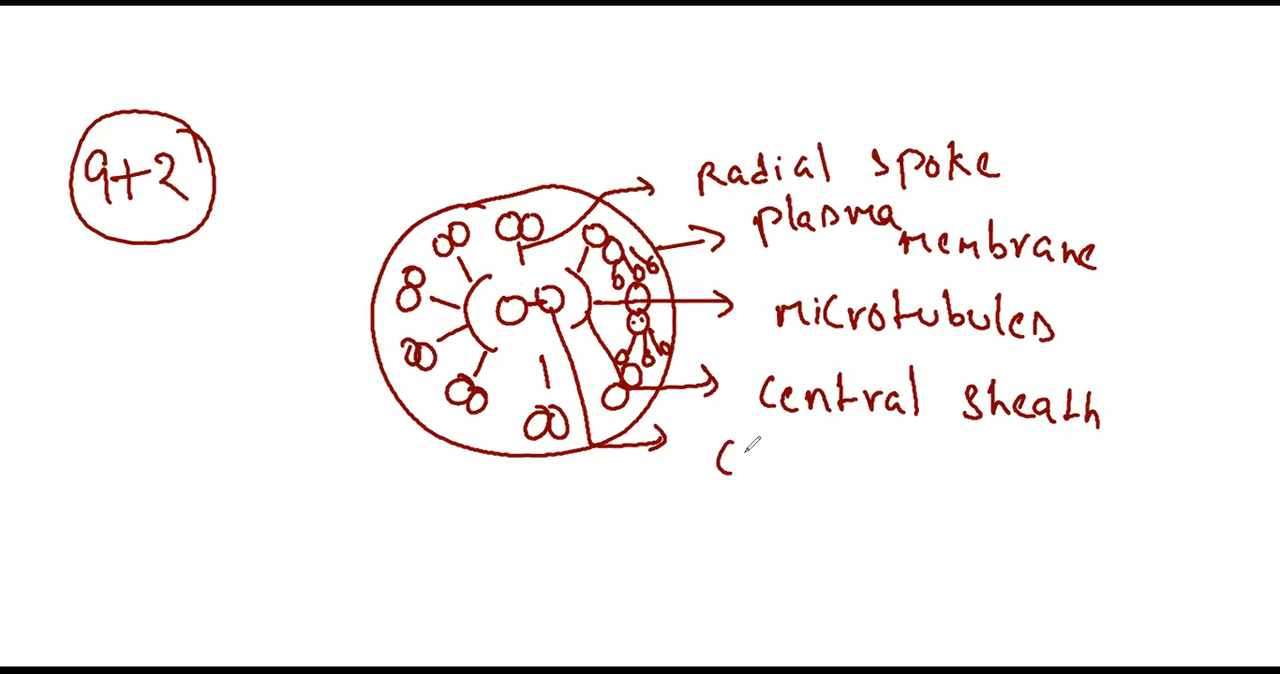 9+2
Radial spoke
plasma
membrane
microtubules
Central sheath
C